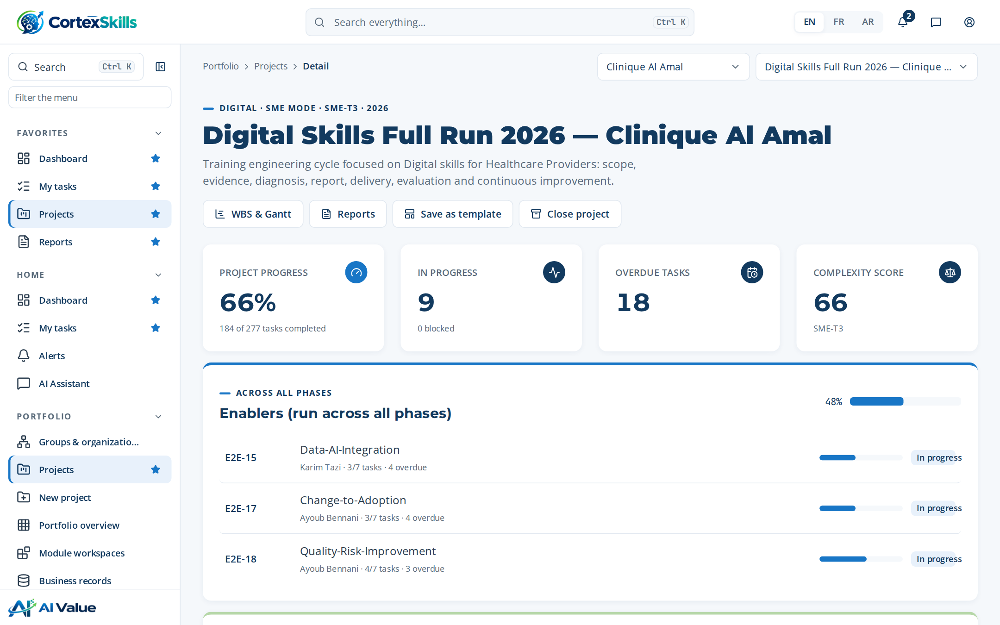 CortexSkills
Search everything...
Ctrl K
EN
FR
AR
2
Search
Ctrl K
Filter the menu
FAVORITES
Dashboard
My tasks
Projects
Reports
HOME
Dashboard
My tasks
Alerts
AI Assistant
PORTFOLIO
Groups & organizatio...
Projects
New project
Portfolio overview
Module workspaces
Business records
AI AI Value
Portfolio > Projects > Detail
Clinique Al Amal
Digital Skills Full Run 2026 — Clinique ...
DIGITAL · SME MODE · SME-T3 · 2026
Digital Skills Full Run 2026 — Clinique Al Amal
Training engineering cycle focused on Digital skills for Healthcare Providers: scope,
evidence, diagnosis, report, delivery, evaluation and continuous improvement.
WBS & Gantt
Reports
Save as template
Close project
PROJECT PROGRESS
66%
184 of 277 tasks completed
IN PROGRESS
9
0 blocked
OVERDUE TASKS
18
COMPLEXITY SCORE
66
SME-T3
ACROSS ALL PHASES
Enablers (run across all phases)
48%
E2E-15
Data-AI-Integration
Karim Tazi · 3/7 tasks · 4 overdue
In progress
E2E-17
Change-to-Adoption
Ayoub Bennani · 3/7 tasks · 4 overdue
In progress
E2E-18
Quality-Risk-Improvement
Ayoub Bennani · 4/7 tasks · 3 overdue
In progress